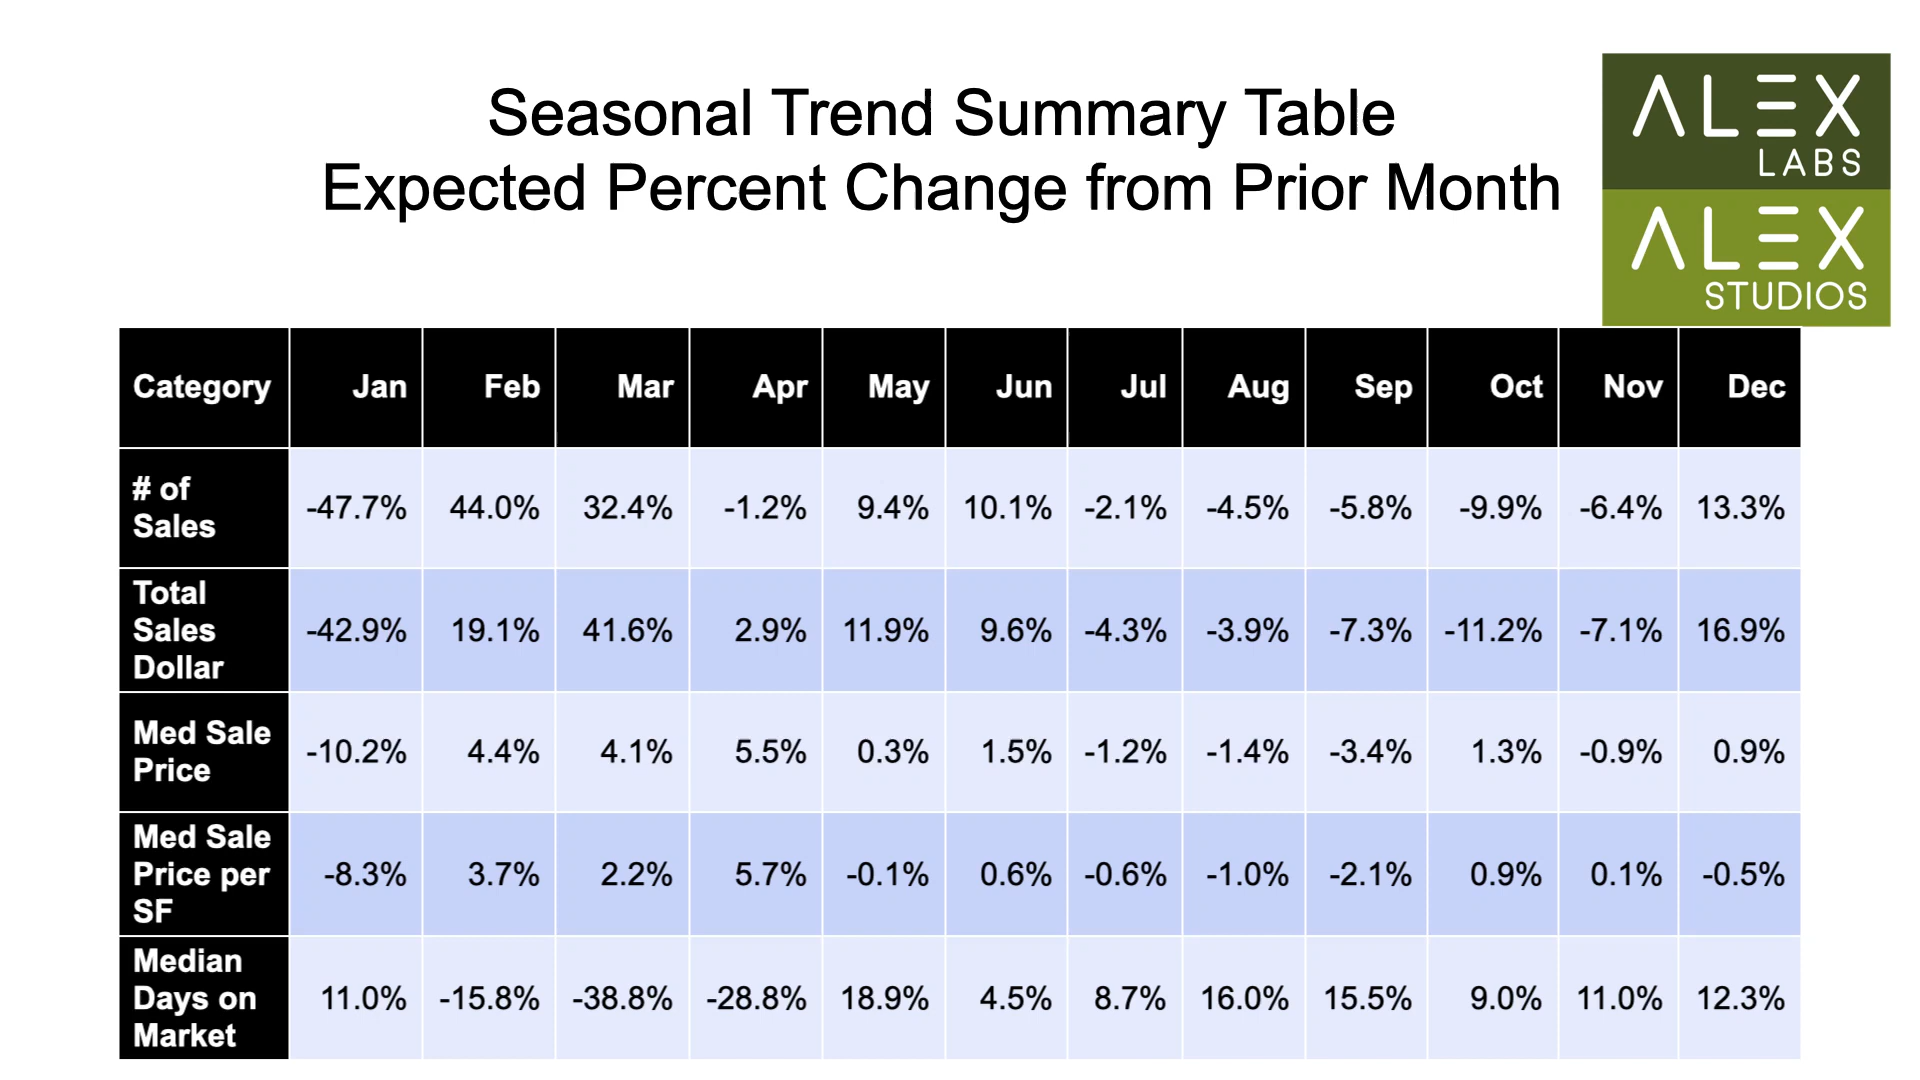 Seasonal Trend Summary Table
Expected Percent Change from Prior Month
ALEX
LABS
ALEX
STUDIOS
Category Jan Feb Mar Apr May Jun Jul Aug Sep Oct Nov Dec
# of
Sales
-47.7% 44.0% 32.4% -1.2% 9.4% 10.1% -2.1% -4.5% -5.8% -9.9% -6.4% 13.3%
Total
Sales
Dollar
-42.9% 19.1% 41.6% 2.9% 11.9% 9.6% -4.3% -3.9% -7.3% -11.2% -7.1% 16.9%
Med Sale
Price
-10.2% 4.4% 4.1% 5.5% 0.3% 1.5% -1.2% -1.4% -3.4% 1.3% -0.9% 0.9%
Med Sale
Price per
SF
-8.3% 3.7% 2.2% 5.7% -0.1% 0.6% -0.6% -1.0% -2.1% 0.9% 0.1% -0.5%
Median
Days on
Market
11.0% -15.8% -38.8% -28.8% 18.9% 4.5% 8.7% 16.0% 15.5% 9.0% 11.0% 12.3%